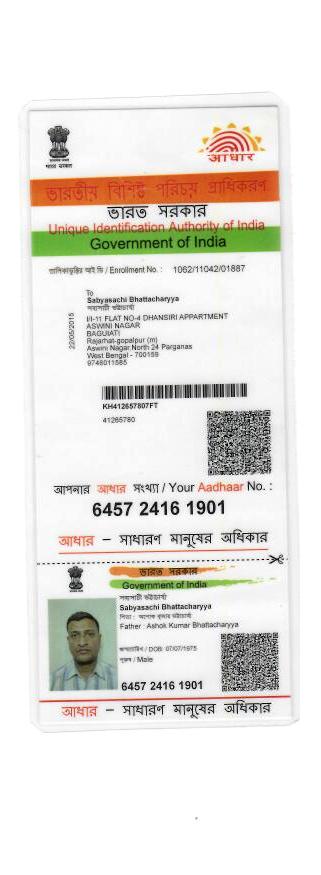 भारत सरकार
आधार
ভারতীয় বিশিষ্ট পরিচয় প্রাধিকরণ
ভারত সরকার
Unique Identification Authority of India
Government of India
তালিকাভুক্তির আই ডি / Enrollment No. : 1062/11042/01887
To
Sabyasachi Bhattacharyya
সব্যসাচী ভট্টাচার্য্য
I/I-11 FLAT NO-4 DHANSIRI APPARTMENT
ASWINI NAGAR
BAGUIATI
Rajarhat-gopalpur (m)
Aswini Nagar,North 24 Parganas
West Bengal - 700159
9748011585
22/05/2015
KH412657807FT
41265780
আপনার আধার সংখ্যা / Your Aadhaar No. :
6457 2416 1901
আধার – সাধারণ মানুষের অধিকার
ভারত সরকার
Government of India
সব্যসাচী ভট্টাচার্য্য
Sabyasachi Bhattacharyya
পিতা : অশোক কুমার ভট্টাচার্য্য
Father : Ashok Kumar Bhattacharyya
জন্মতারিখ / DOB: 07/07/1975
পুরুষ / Male
6457 2416 1901
আধার – সাধারণ মানুষের অধিকার